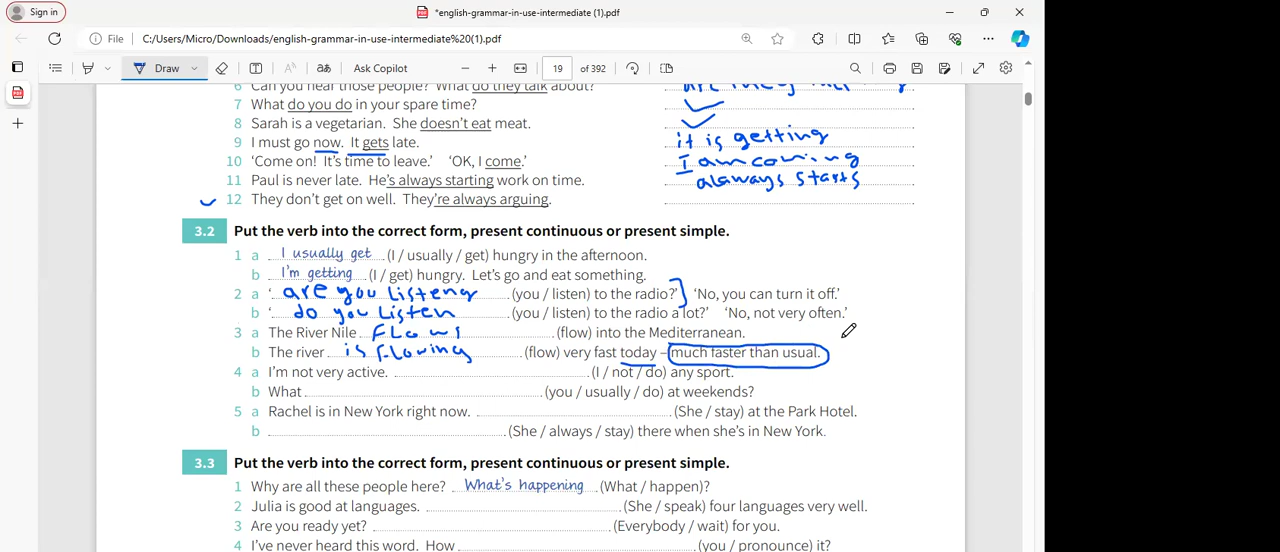 Sign in
*english-grammar-in-use-intermediate (1).pdf
File C:/Users/Micro/Downloads/english-grammar-in-use-intermediate%20(1).pdf
Draw
Ask Copilot
19 of 392
6 Can you hear those people? What do they talk about?
7 What do you do in your spare time?
8 Sarah is a vegetarian. She doesn't eat meat.
9 I must go now. It gets late. it is getting
10 'Come on! It's time to leave.' 'OK, I come.' I am coming
11 Paul is never late. He's always starting work on time. always starts
12 They don't get on well. They're always arguing.
3.2 Put the verb into the correct form, present continuous or present simple.
1 a I usually get (I / usually / get) hungry in the afternoon.
b I'm getting (I / get) hungry. Let's go and eat something.
2 a ' are you (you / listen) to the radio?' 'No, you can turn it off.'
b ' do you listen (you / listen) to the radio a lot?' 'No, not very often.'
3 a The River Nile flows (flow) into the Mediterranean.
b The river is flowing (flow) very fast today – much faster than usual.
4 a I'm not very active. (I / not / do) any sport.
b What (you / usually / do) at weekends?
5 a Rachel is in New York right now. (She / stay) at the Park Hotel.
b (She / always / stay) there when she's in New York.
3.3 Put the verb into the correct form, present continuous or present simple.
1 Why are all these people here? What's happening (What / happen)?
2 Julia is good at languages. (She / speak) four languages very well.
3 Are you ready yet? (Everybody / wait) for you.
4 I've never heard this word. How (you / pronounce) it?